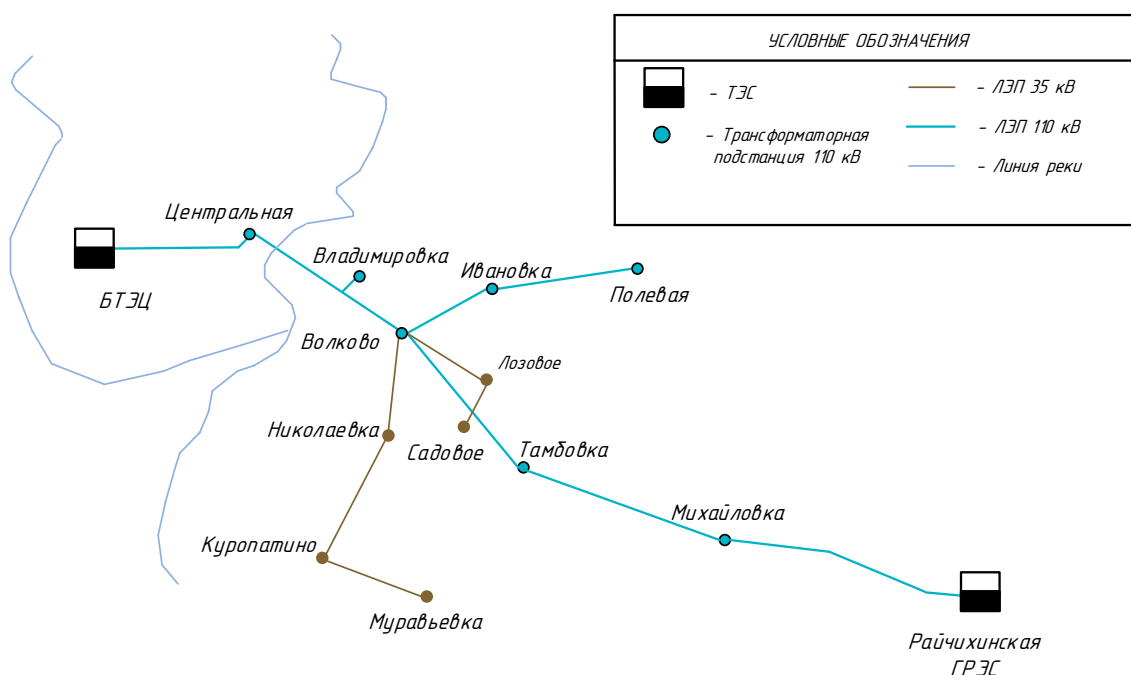 УСЛОВНЫЕ ОБОЗНАЧЕНИЯ
- ТЭС
- ЛЭП 35 кВ
- Трансформаторная
подстанция 110 кВ
- ЛЭП 110 кВ
- Линия реки
Центральная
Владимировка
Ивановка
Полевая
БТЭЦ
Волково
Лозовое
Николаевка
Садовое
Тамбовка
Михайловка
Куропатино
Муравьевка
Райчихинская
ГРЭС